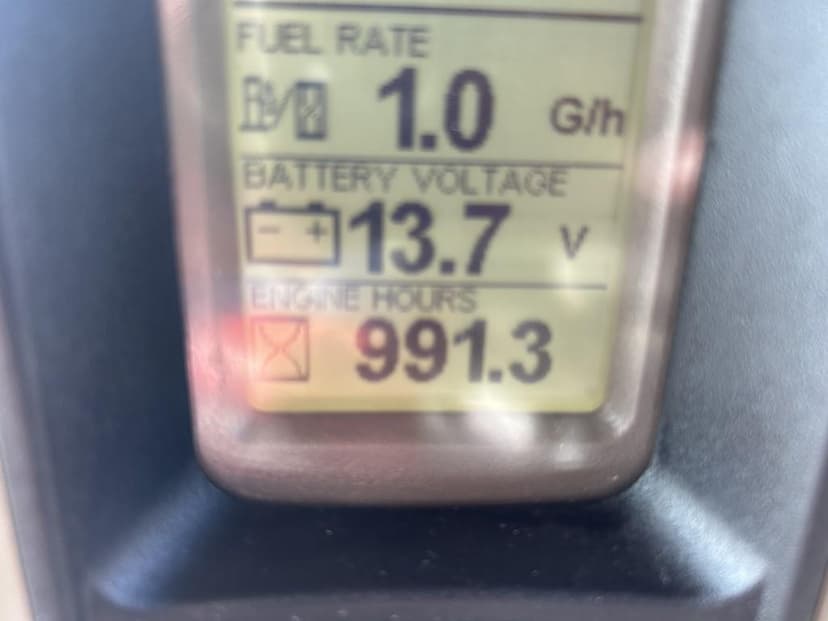 FUEL RATE
1.0 G/h
BATTERY VOLTAGE
- + 13.7 V
ENGINE HOURS
991.3